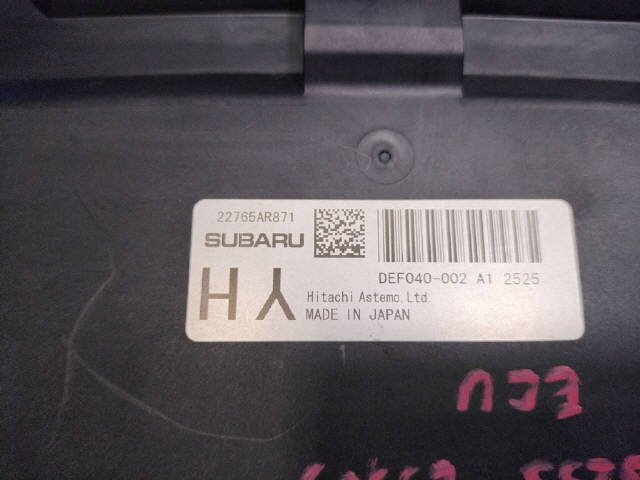 22765AR871
SUBARU
DEF040-002 A1 2525
HY
Hitachi Astemo,Ltd.
MADE IN JAPAN
ECU